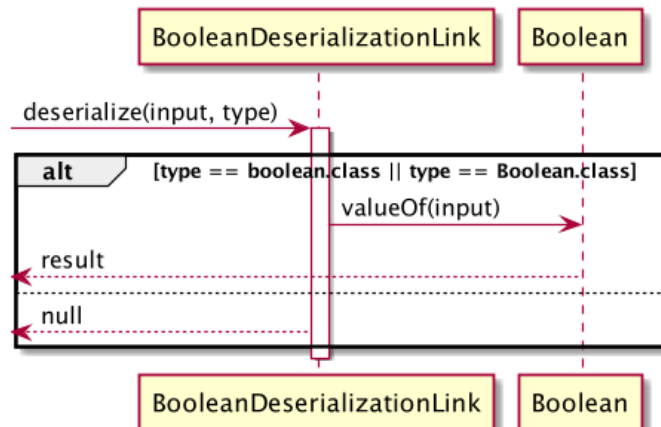 BooleanDeserializationLink
Boolean
deserialize(input, type)
alt
[type == boolean.class || type == Boolean.class]
valueOf(input)
result
null
BooleanDeserializationLink
Boolean